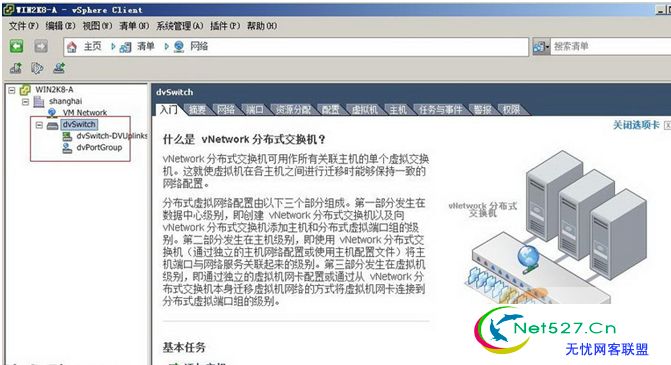 WIN2K8-A - vSphere Client
文件(F) 编辑(E) 视图(W) 清单(N) 系统管理(A) 插件(P) 帮助(H)
主页 清单 网络 搜索清单
WIN2K8-A
shanghai
VM Network
dvSwitch
dvSwitch-DVUplinks
dvPortGroup
dvSwitch
入门 摘要 网络 端口 资源分配 配置 虚拟机 主机 任务与事件 警报 权限
关闭选项卡
什么是 vNetwork 分布式交换机?
vNetwork 分布式交换机可用作所有关联主机的单个虚拟交换
机。这就使虚拟机在各主机之间进行迁移时能够保持一致的
网络配置。
分布式虚拟网络配置由以下三个部分组成。第一部分发生在
数据中心级别，即创建 vNetwork 分布式交换机以及向
vNetwork 分布式交换机添加主机和分布式虚拟端口组的级
别。第二部分发生在主机级别，即使用 vNetwork 分布式交
换机（通过独立的主机网络配置或使用主机配置文件）将主
机端口与网络服务关联起来的级别。第三部分发生在虚拟机
级别，即通过独立的虚拟机网卡配置或通过从 vNetwork 分
布式交换机本身迁移虚拟机网络的方式将虚拟机网卡连接到
分布式虚拟端口组的级别。
vNetwork 分布式
交换机
基本任务
Net527.Cn
无忧网客联盟